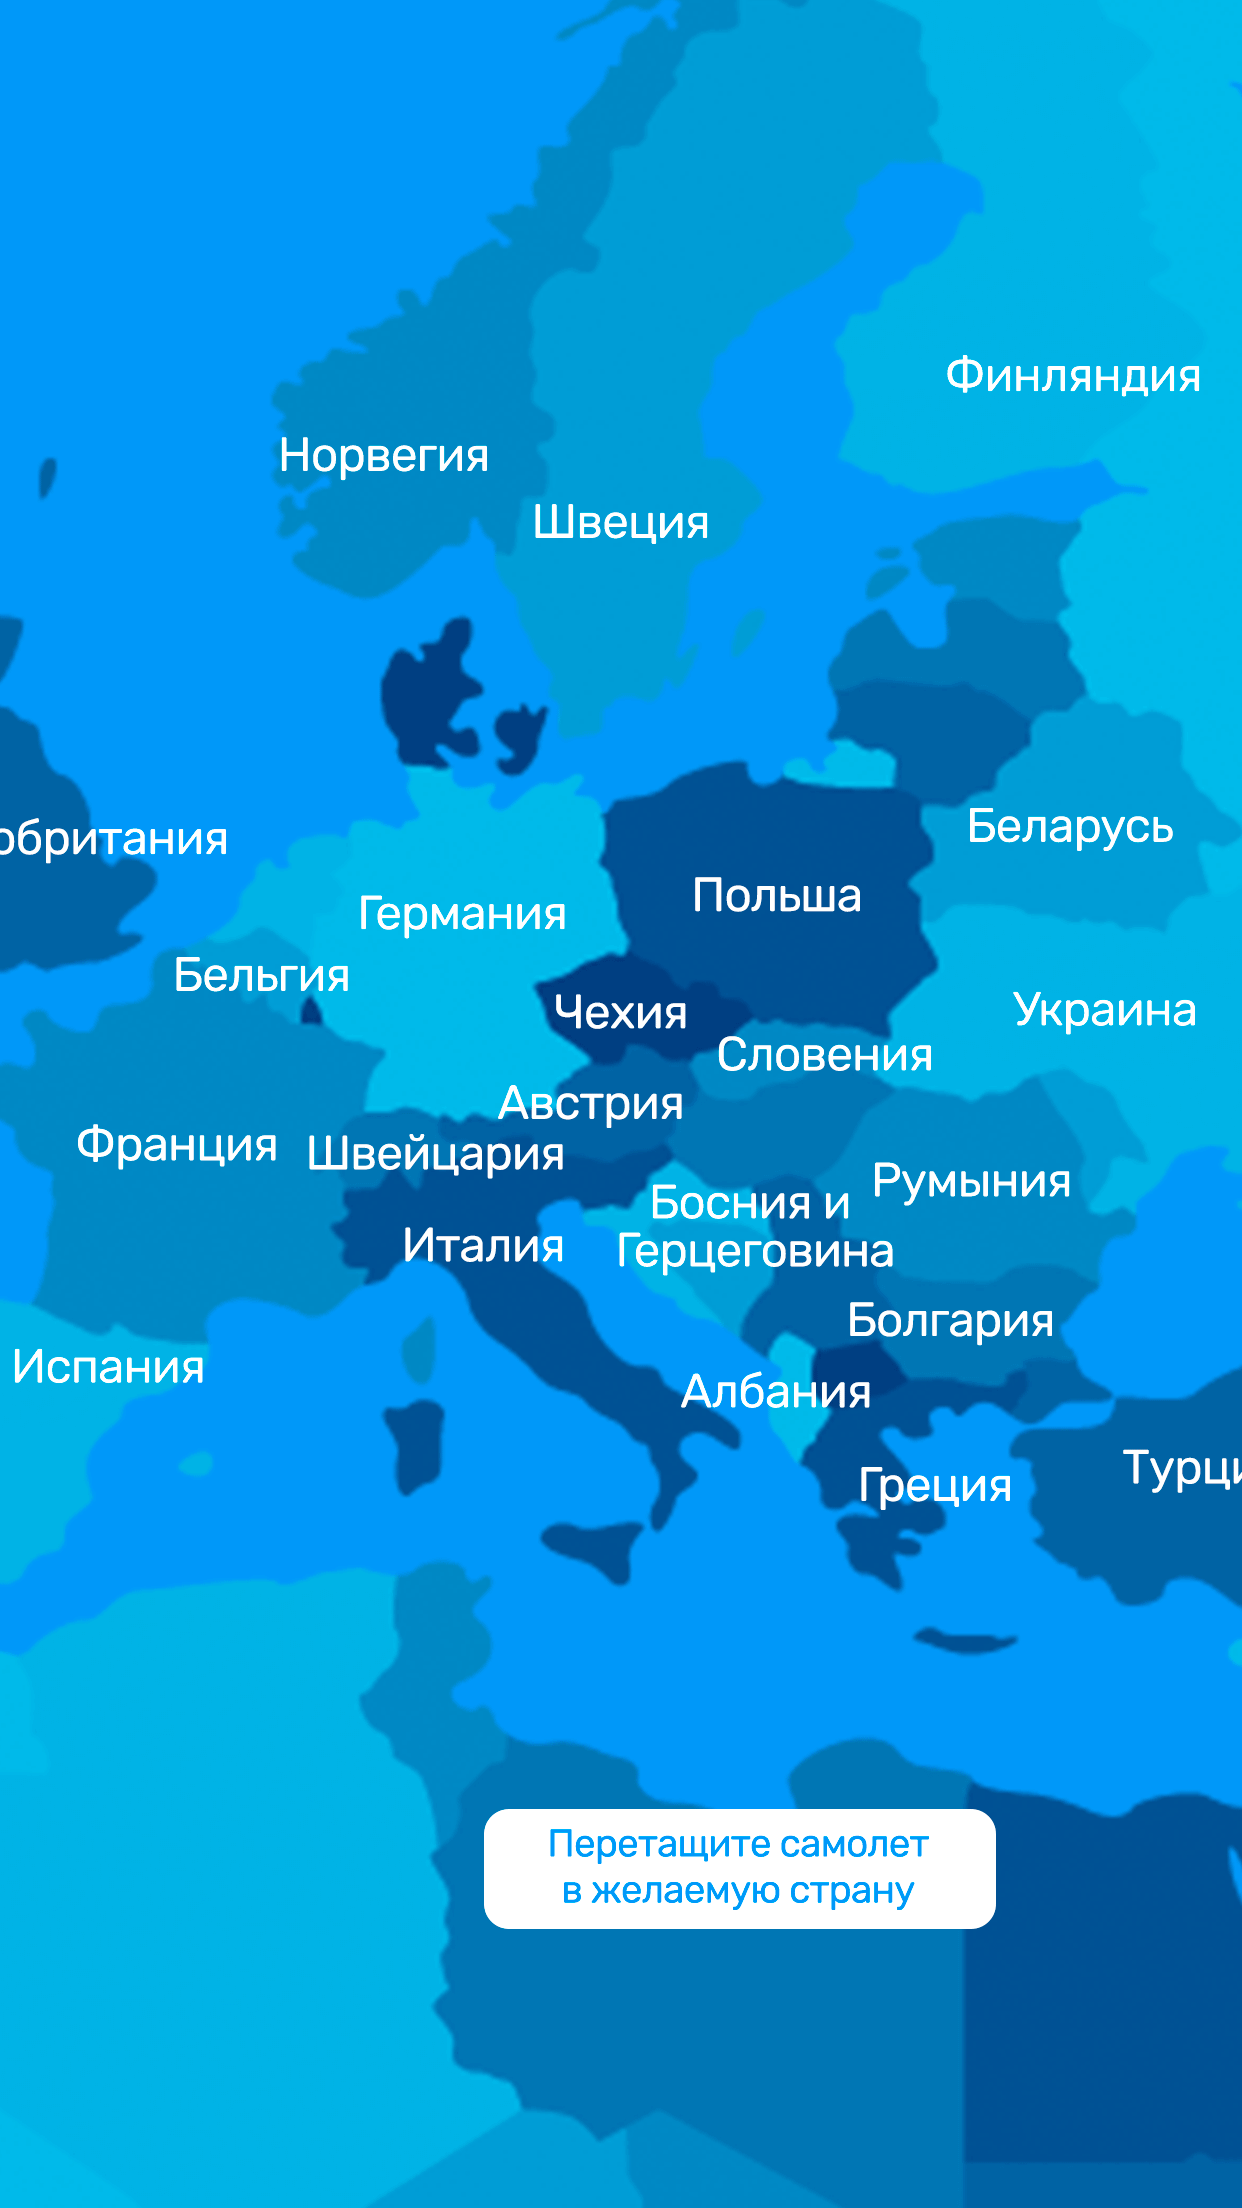 Финляндия
Норвегия
Швеция
обритания
Беларусь
Польша
Германия
Бельгия
Чехия
Украина
Словения
Австрия
Франция
Швейцария
Румыния
Босния и
Герцеговина
Италия
Болгария
Испания
Албания
Турци
Греция
Перетащите самолет
в желаемую страну